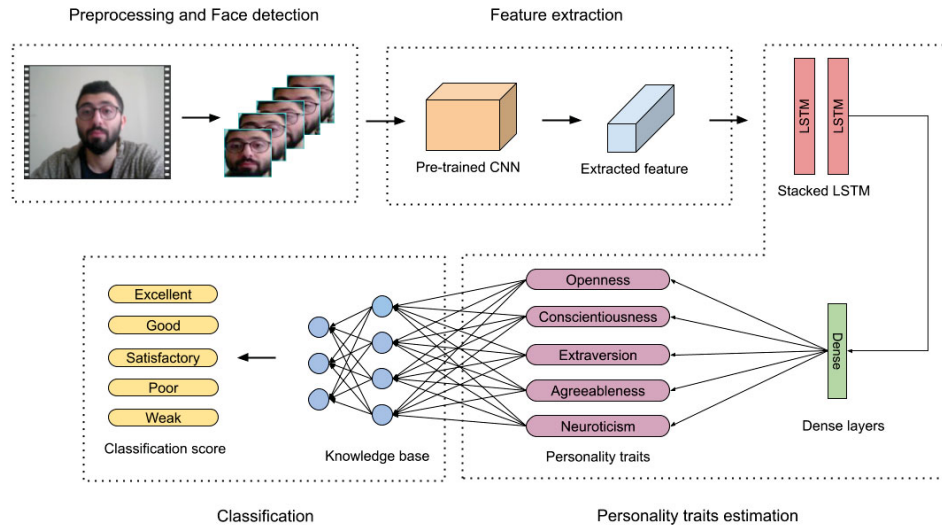 Preprocessing and Face detection
Feature extraction
Pre-trained CNN
Extracted feature
LSTM
LSTM
Stacked LSTM
Excellent
Good
Satisfactory
Poor
Weak
Classification score
Knowledge base
Openness
Conscientiousness
Extraversion
Agreeableness
Neuroticism
Personality traits
Dense
Dense layers
Classification
Personality traits estimation